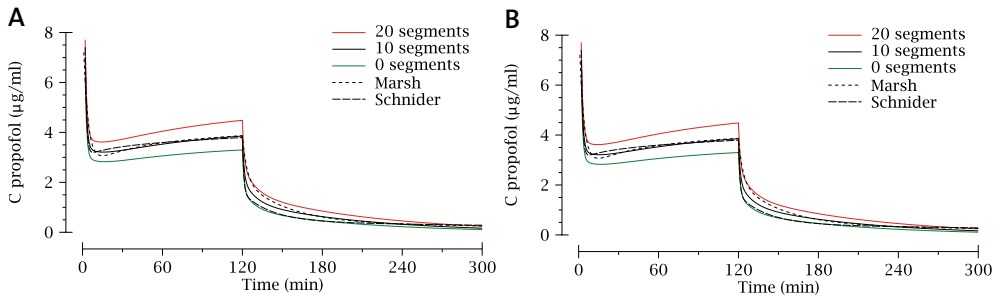 A
C propofol (µg/ml)
8
6
4
2
0
20 segments
10 segments
0 segments
Marsh
Schnider
0 60 120 180 240 300
Time (min)
B
C propofol (µg/ml)
8
6
4
2
0
20 segments
10 segments
0 segments
Marsh
Schnider
0 60 120 180 240 300
Time (min)